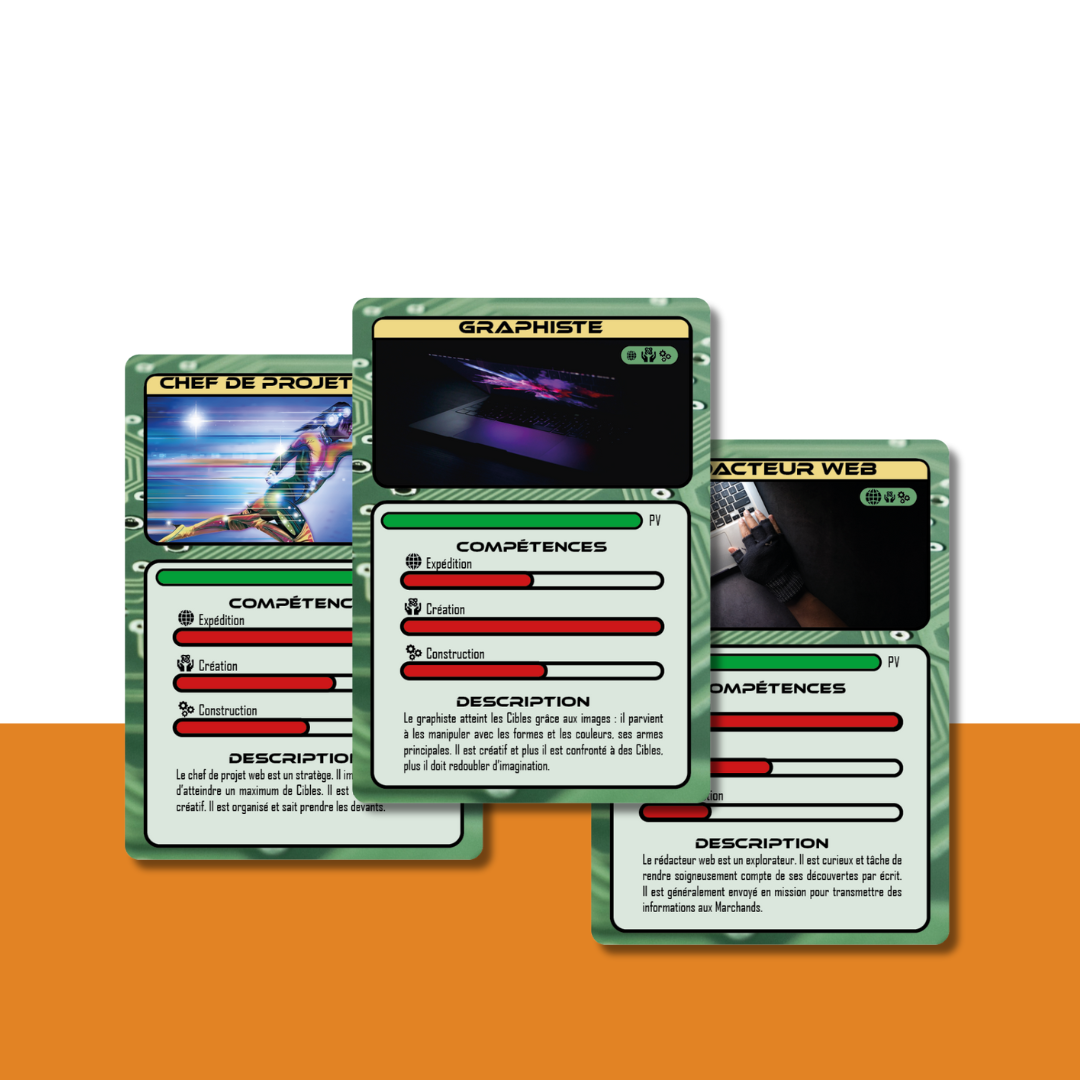 CHEF DE PROJET
COMPÉTENC
Expédition
Création
Construction
DESCRIPTIO
Le chef de projet web est un stratège. Il im
d'atteindre un maximum de Cibles. Il est
créatif. Il est organisé et sait prendre les devants.
GRAPHISTE
PV
COMPÉTENCES
Expédition
Création
Construction
DESCRIPTION
Le graphiste atteint les Cibles grâce aux images : il parvient
à les manipuler avec les formes et les couleurs, ses armes
principales. Il est créatif et plus il est confronté à des Cibles,
plus il doit redoubler d'imagination.
DACTEUR WEB
PV
OMPÉTENCES
tion
DESCRIPTION
Le rédacteur web est un explorateur. Il est curieux et tâche de
rendre soigneusement compte de ses découvertes par écrit.
Il est généralement envoyé en mission pour transmettre des
informations aux Marchands.